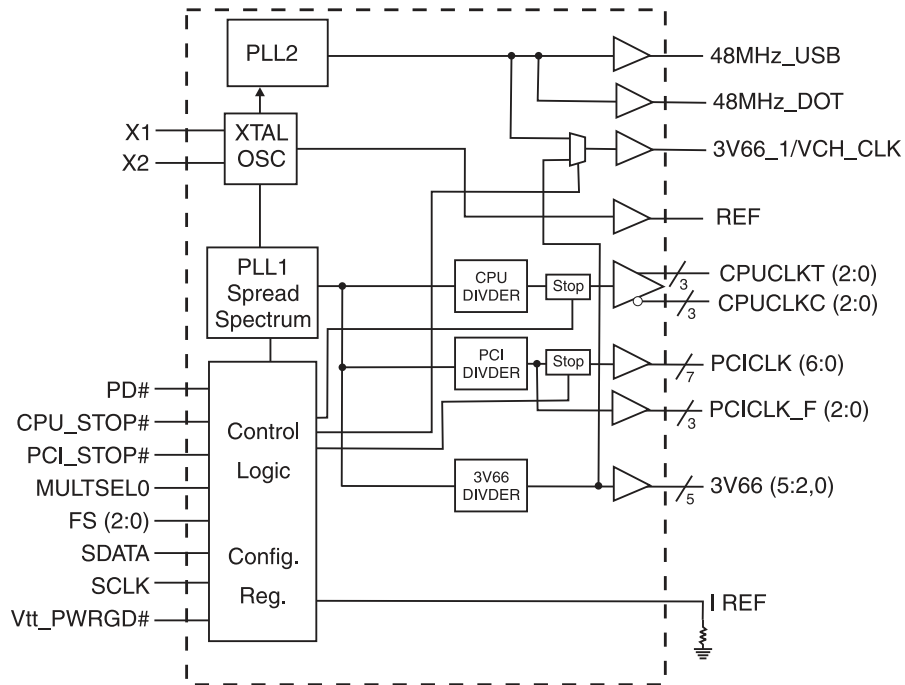 PLL2
48MHz_USB
48MHz_DOT
X1
X2
XTAL
OSC
3V66_1/VCH_CLK
REF
PLL1
Spread
Spectrum
CPU
DIVDER
Stop
3
CPUCLKT (2:0)
3
CPUCLKC (2:0)
PCI
DIVDER
Stop
7
PCICLK (6:0)
3
PCICLK_F (2:0)
3V66
DIVDER
5
3V66 (5:2,0)
PD#
CPU_STOP#
PCI_STOP#
MULTSEL0
FS (2:0)
SDATA
SCLK
Vtt_PWRGD#
Control
Logic
Config.
Reg.
I REF